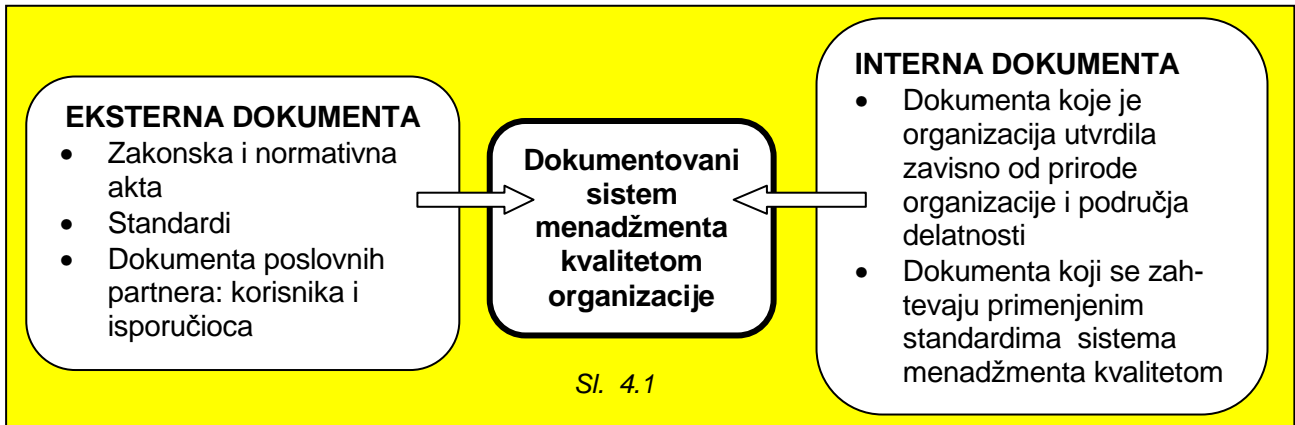 EKSTERNA DOKUMENTA
• Zakonska i normativna
akta
• Standardi
• Dokumenta poslovnih
partnera: korisnika i
isporučioca
Dokumentovani
sistem
menadžmenta
kvalitetom
organizacije
INTERNA DOKUMENTA
• Dokumenta koje je
organizacija utvrdila
zavisno od prirode
organizacije i područja
delatnosti
• Dokumenta koji se zah-
tevaju primenjenim
standardima sistema
menadžmenta kvalitetom
Sl. 4.1